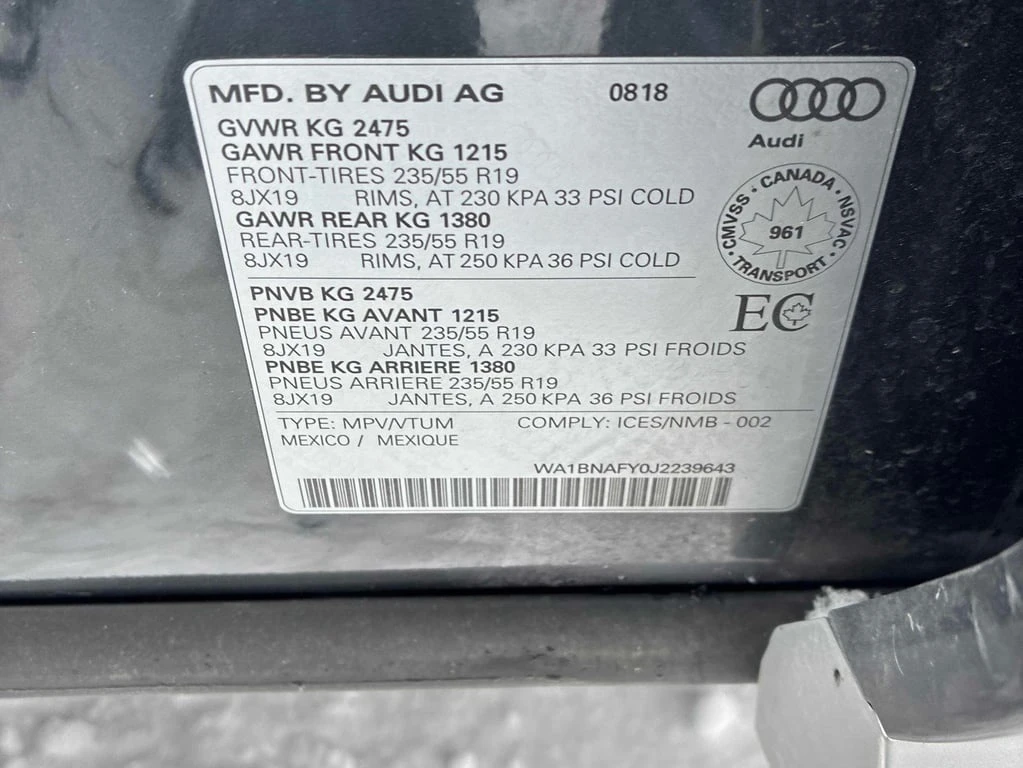 MFD. BY AUDI AG 0818
Audi
GVWR KG 2475
GAWR FRONT KG 1215
FRONT-TIRES 235/55 R19
8JX19 RIMS, AT 230 KPA 33 PSI COLD
GAWR REAR KG 1380
REAR-TIRES 235/55 R19
8JX19 RIMS, AT 250 KPA 36 PSI COLD
CMVSS · CANADA · NSVAC · TRANSPORT ·
961
PNVB KG 2475
PNBE KG AVANT 1215
PNEUS AVANT 235/55 R19
8JX19 JANTES, A 230 KPA 33 PSI FROIDS
PNBE KG ARRIERE 1380
PNEUS ARRIERE 235/55 R19
8JX19 JANTES, A 250 KPA 36 PSI FROIDS
EC
TYPE: MPV/VTUM COMPLY: ICES/NMB - 002
MEXICO / MEXIQUE
WA1BNAFY0J2239643